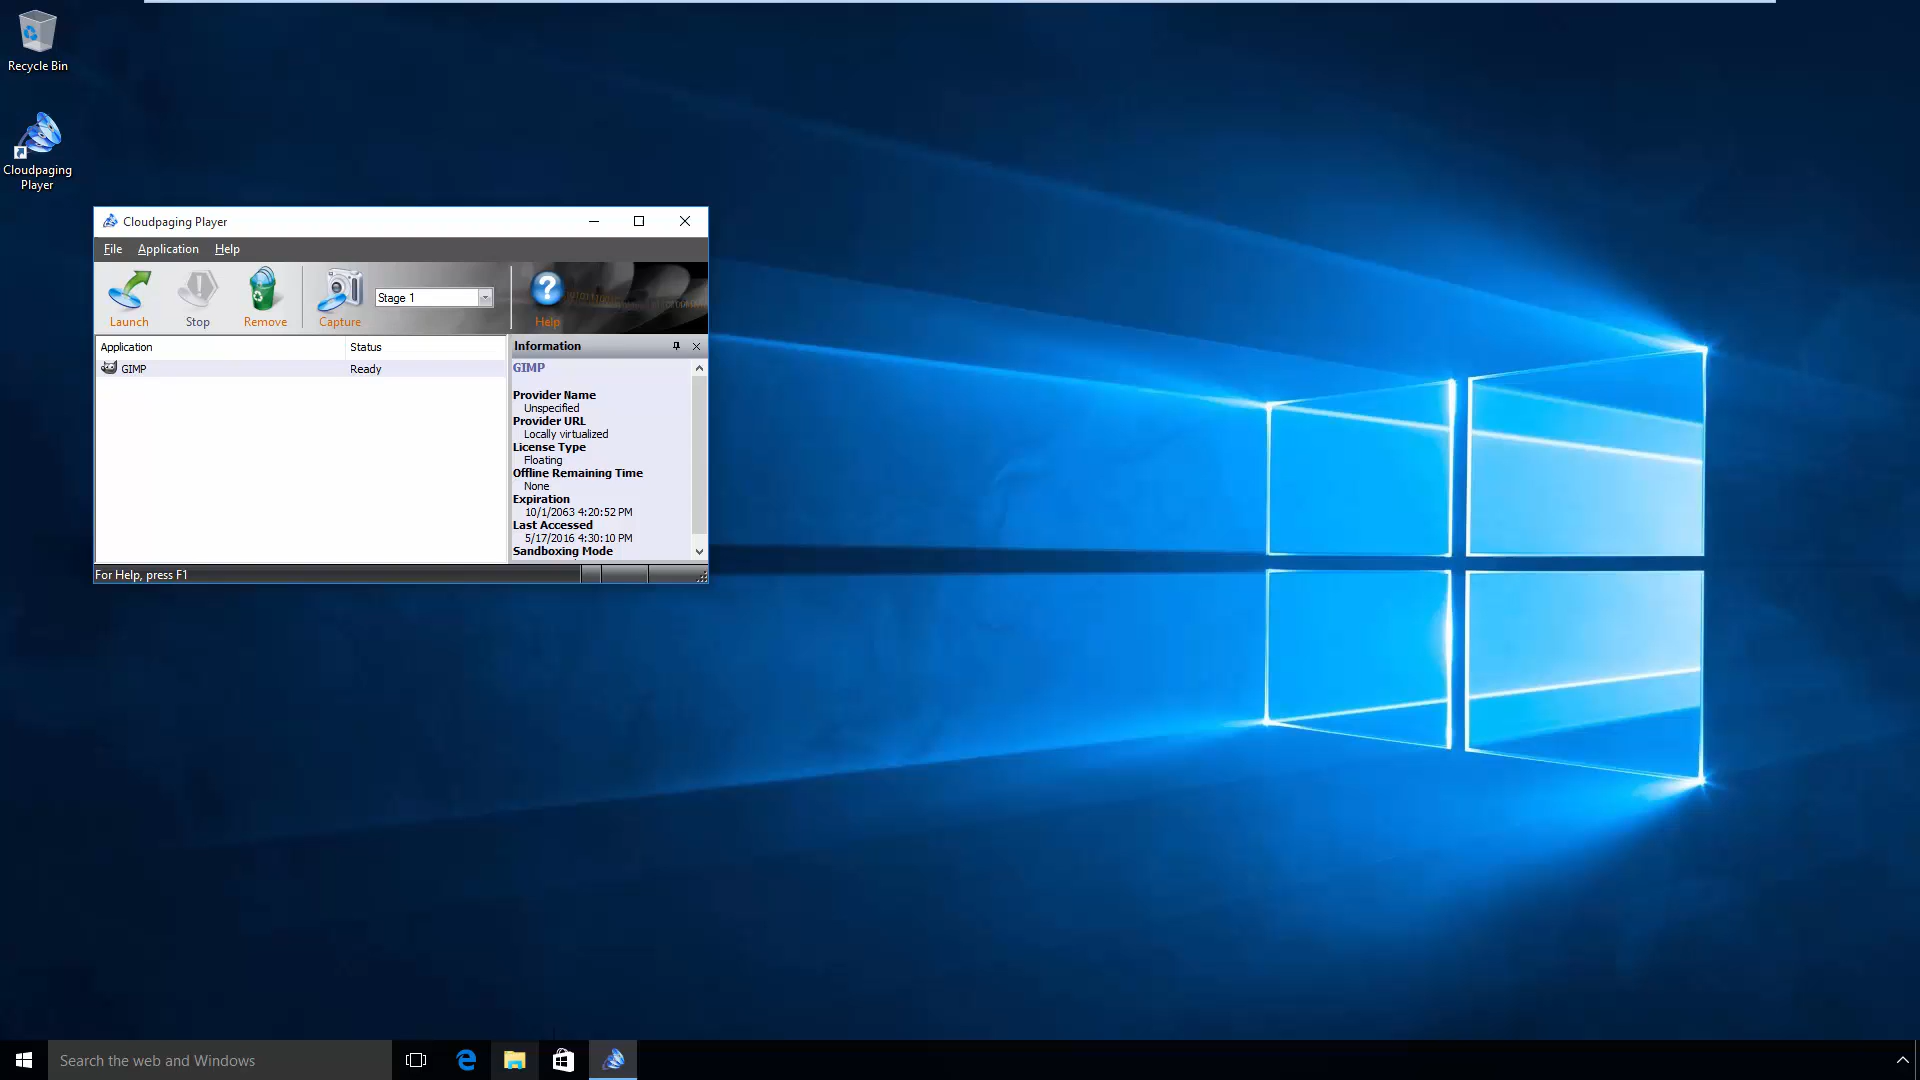 Recycle Bin
Cloudpaging
Player
Cloudpaging Player
File Application Help
Launch Stop Remove Capture Stage 1 Help
Application Status
GIMP Ready
Information
GIMP
Provider Name
Unspecified
Provider URL
Locally virtualized
License Type
Floating
Offline Remaining Time
None
Expiration
10/1/2063 4:20:52 PM
Last Accessed
5/17/2016 4:30:10 PM
Sandboxing Mode
For Help, press F1
Search the web and Windows